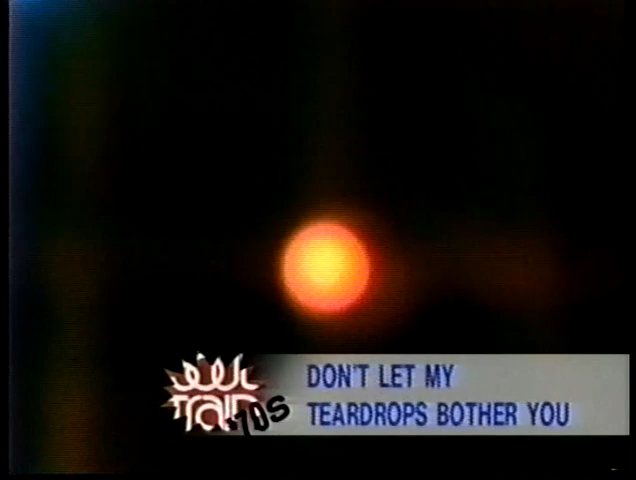 Soul
Train
'70s
DON'T LET MY
TEARDROPS BOTHER YOU